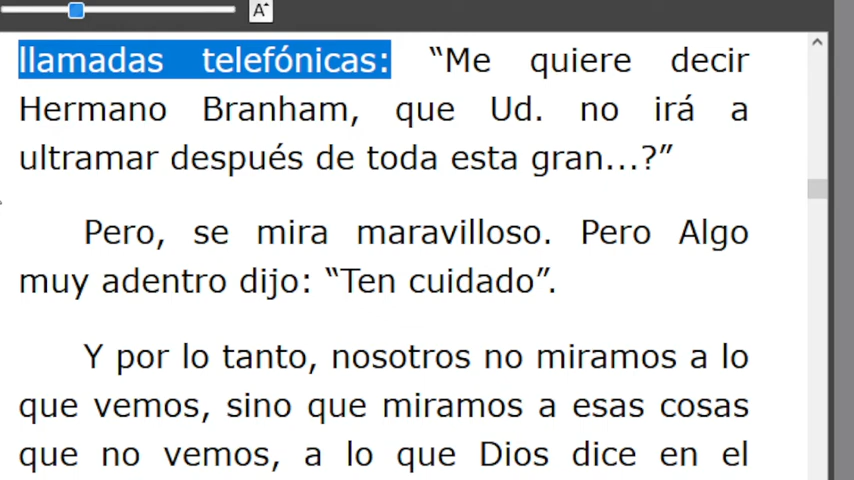 A
llamadas telefónicas: “Me quiere decir
Hermano Branham, que Ud. no irá a
ultramar después de toda esta gran...?”
Pero, se mira maravilloso. Pero Algo
muy adentro dijo: “Ten cuidado”.
Y por lo tanto, nosotros no miramos a lo
que vemos, sino que miramos a esas cosas
que no vemos, a lo que Dios dice en el